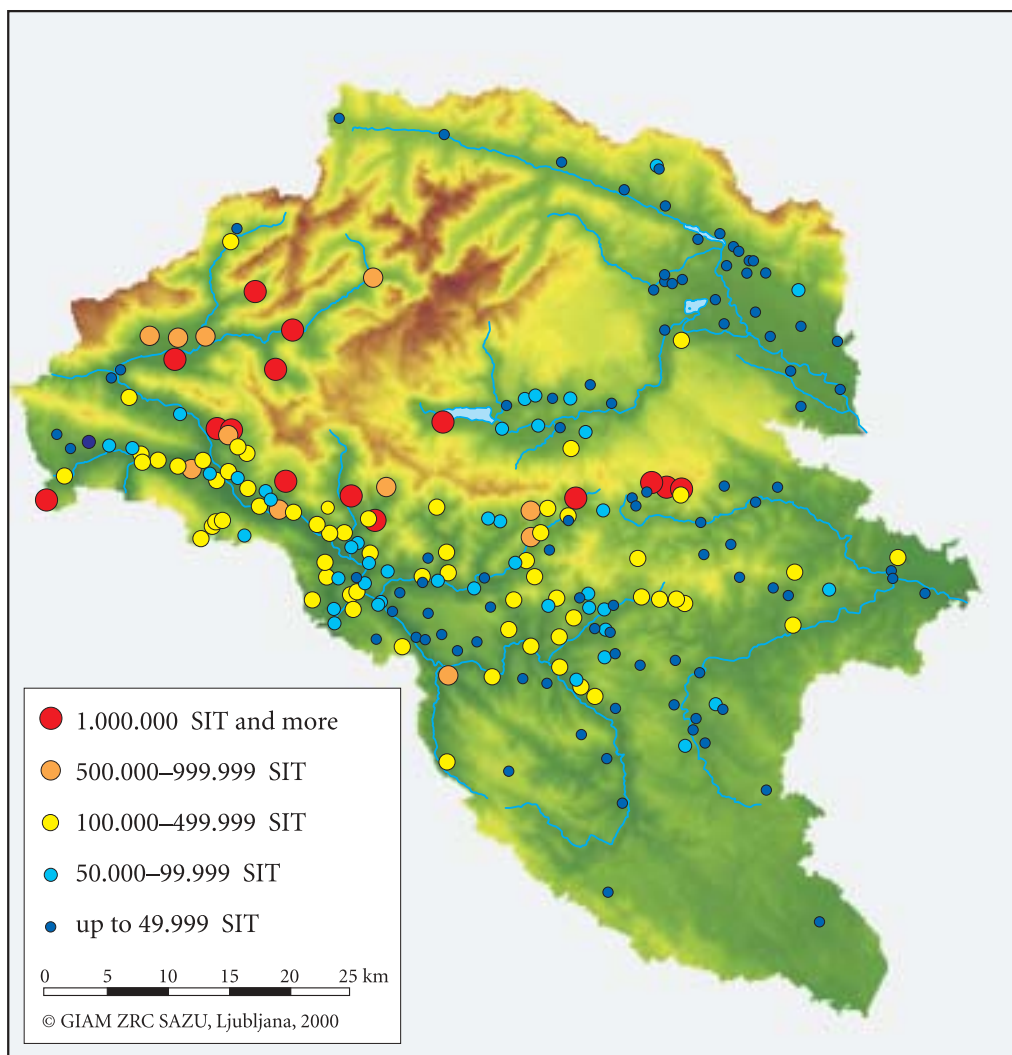 1.000.000 SIT and more
500.000–999.999 SIT
100.000–499.999 SIT
50.000–99.999 SIT
up to 49.999 SIT
0 5 10 15 20 25 km
© GIAM ZRC SAZU, Ljubljana, 2000